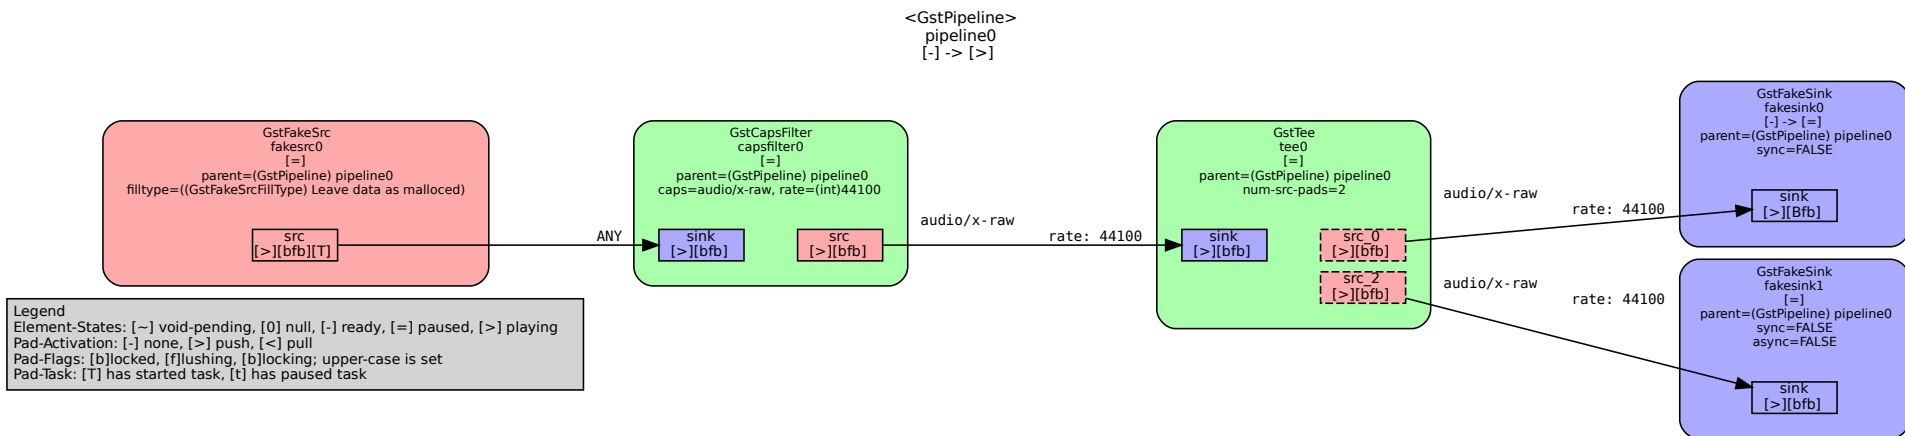 <GstPipeline>
pipeline0
[-] -> [>]
GstFakeSrc
fakesrc0
[=]
parent=(GstPipeline) pipeline0
filltype=((GstFakeSrcFillType) Leave data as malloced)
src
[>][bfb][T]
ANY
GstCapsFilter
capsfilter0
[=]
parent=(GstPipeline) pipeline0
caps=audio/x-raw, rate=(int)44100
sink
[>][bfb]
src
[>][bfb]
audio/x-raw
rate: 44100
GstTee
tee0
[=]
parent=(GstPipeline) pipeline0
num-src-pads=2
sink
[>][bfb]
src_0
[>][bfb]
src_2
[>][bfb]
audio/x-raw
rate: 44100
audio/x-raw
rate: 44100
GstFakeSink
fakesink0
[-] -> [=]
parent=(GstPipeline) pipeline0
sync=FALSE
sink
[>][Bfb]
GstFakeSink
fakesink1
[=]
parent=(GstPipeline) pipeline0
sync=FALSE
async=FALSE
sink
[>][bfb]
Legend
Element-States: [~] void-pending, [0] null, [-] ready, [=] paused, [>] playing
Pad-Activation: [-] none, [>] push, [<] pull
Pad-Flags: [b]locked, [f]lushing, [b]locking; upper-case is set
Pad-Task: [T] has started task, [t] has paused task